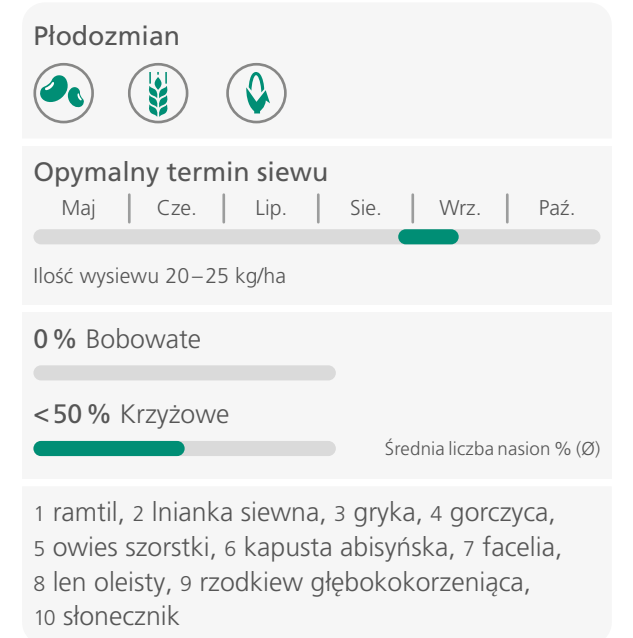 Płodozmian
Opymalny termin siewu
Maj | Cze. | Lip. | Sie. | Wrz. | Paź.
Ilość wysiewu 20–25 kg/ha
0 % Bobowate
<50 % Krzyżowe
Średnia liczba nasion % (Ø)
1 ramtil, 2 lnianka siewna, 3 gryka, 4 gorczyca,
5 owies szorstki, 6 kapusta abisyńska, 7 facelia,
8 len oleisty, 9 rzodkiew głębokokorzeniąca,
10 słonecznik